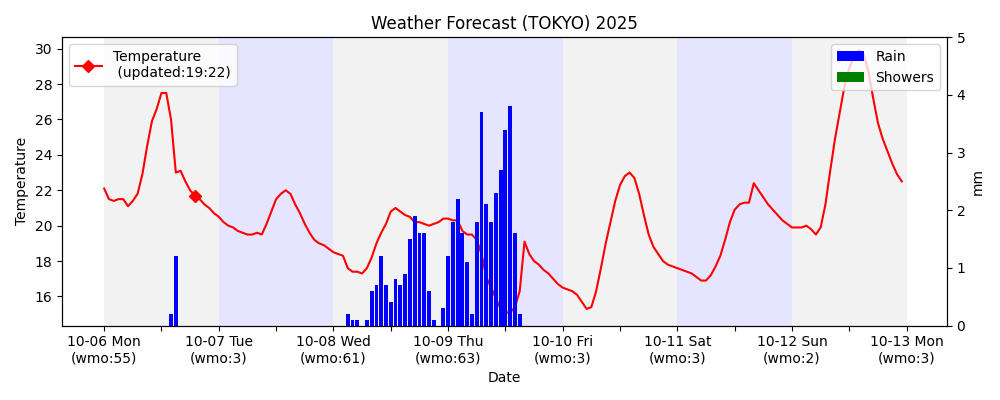 Weather Forecast (TOKYO) 2025
Temperature
(updated:19:22)
Rain
Showers
30
28
26
24
22
20
18
16
Temperature
5
4
3
2
1
0
mm
10-06 Mon
(wmo:55)
10-07 Tue
(wmo:3)
10-08 Wed
(wmo:61)
10-09 Thu
(wmo:63)
10-10 Fri
(wmo:3)
10-11 Sat
(wmo:3)
10-12 Sun
(wmo:2)
10-13 Mon
(wmo:3)
Date